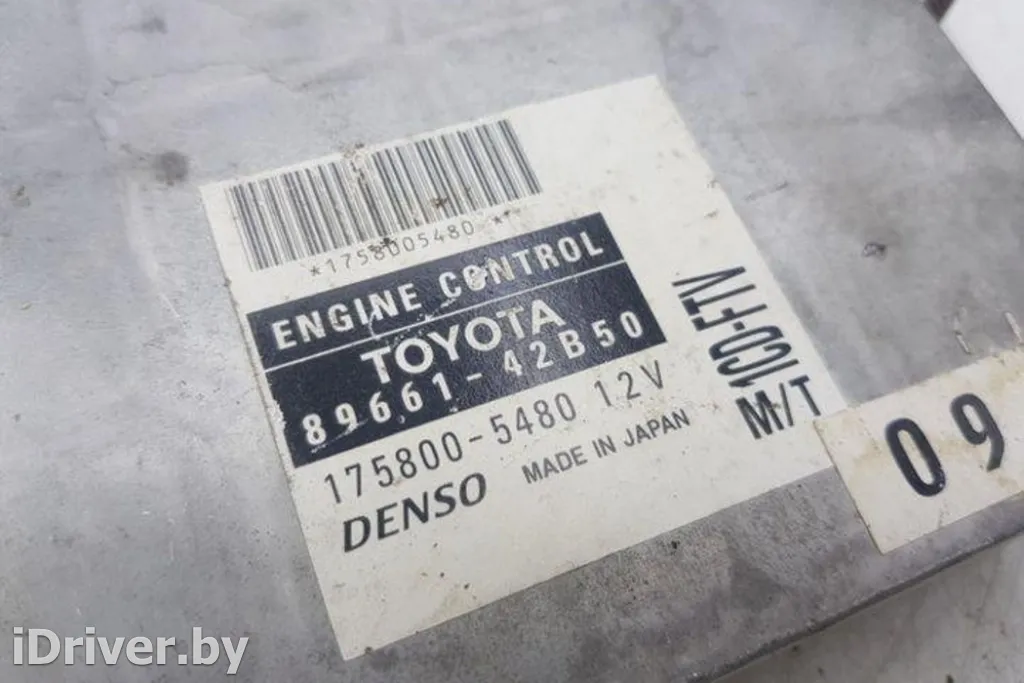 *1758005480*
ENGINE CONTROL
TOYOTA
89661-42B50
175800-5480 12V
DENSO MADE IN JAPAN
1CD-FTV
M/T
09
iDriver.by